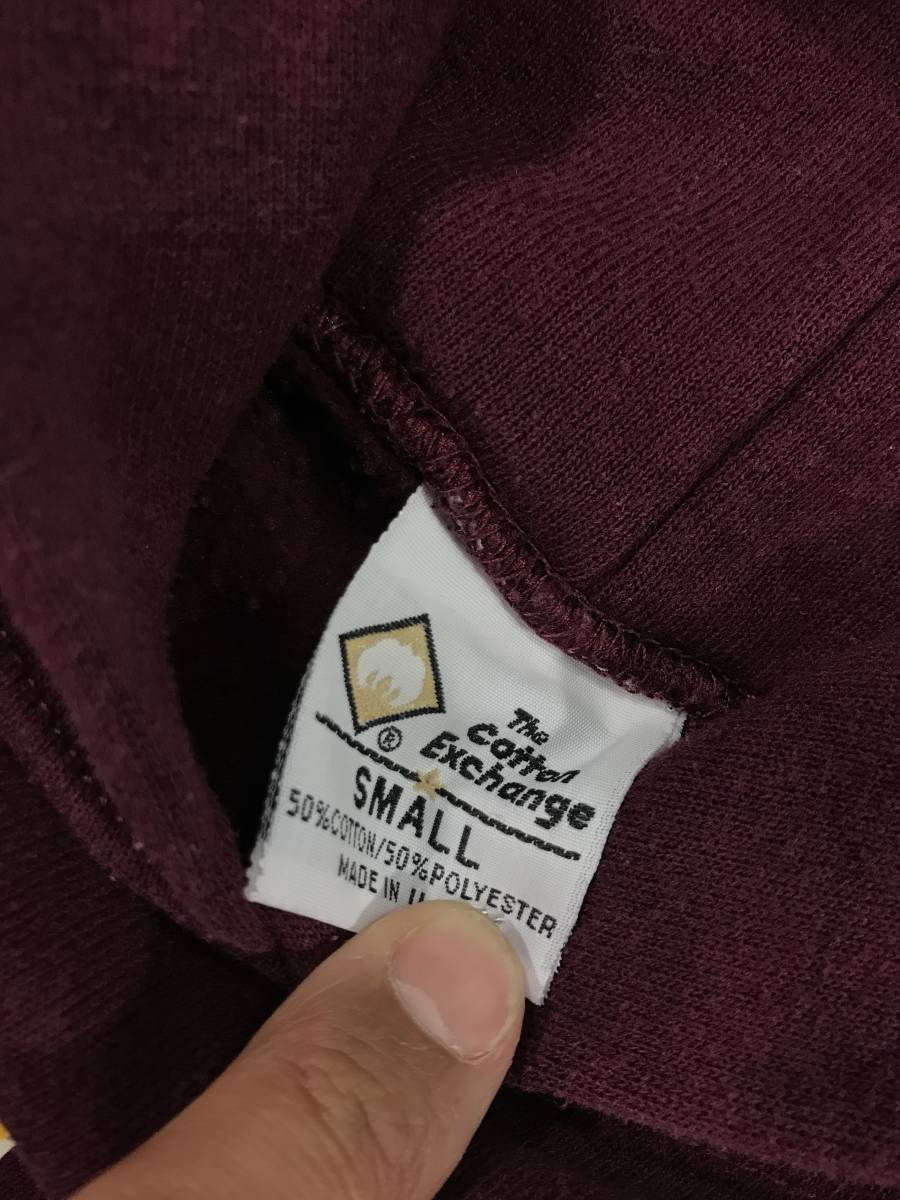 The
Cotton
Exchange
®
SMALL
50%COTTON/50%POLYESTER
MADE IN